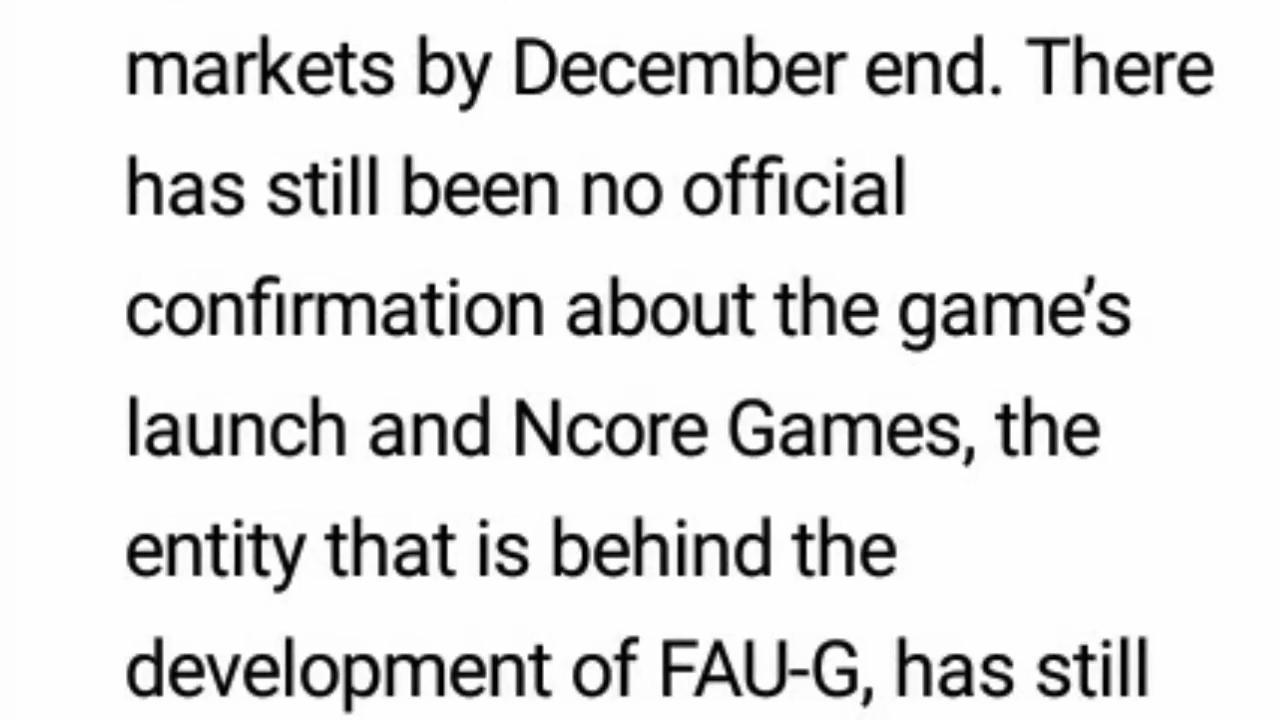 markets by December end. There
has still been no official
confirmation about the game’s
launch and Ncore Games, the
entity that is behind the
development of FAU-G, has still